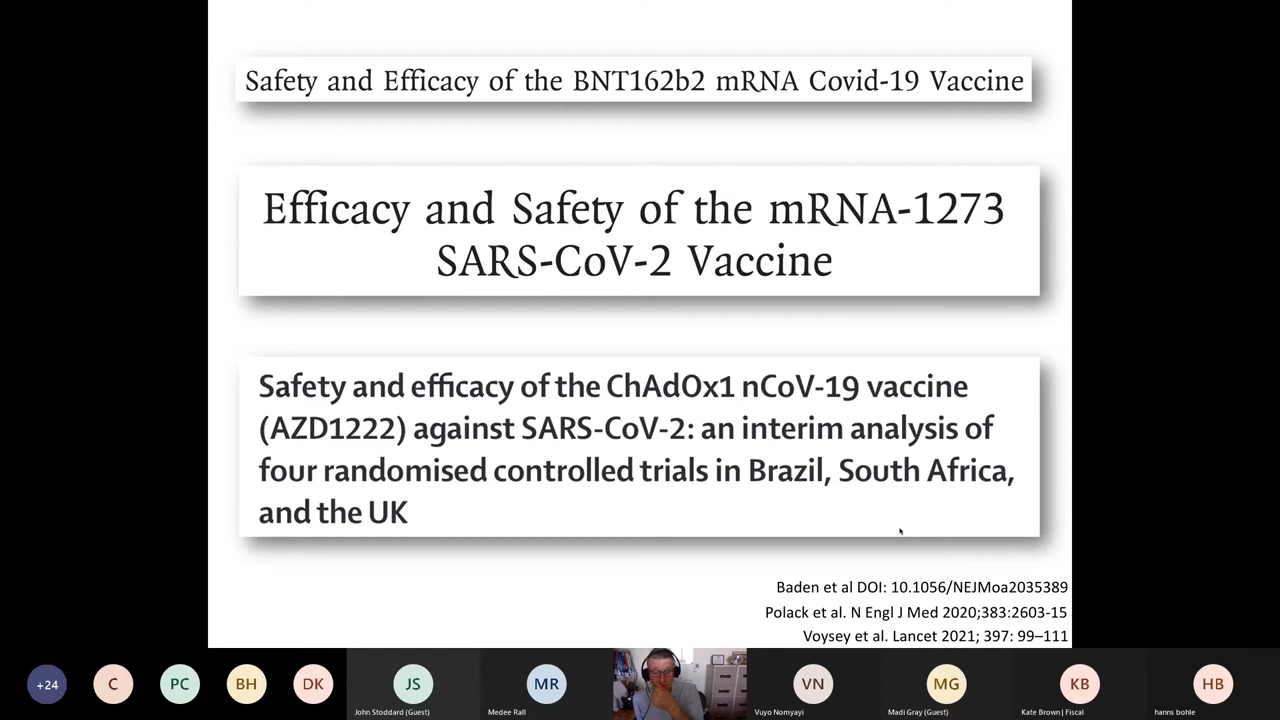 Safety and Efficacy of the BNT162b2 mRNA Covid-19 Vaccine
Efficacy and Safety of the mRNA-1273
SARS-CoV-2 Vaccine
Safety and efficacy of the ChAdOx1 nCoV-19 vaccine
(AZD1222) against SARS-CoV-2: an interim analysis of
four randomised controlled trials in Brazil, South Africa,
and the UK
Baden et al DOI: 10.1056/NEJMoa2035389
Polack et al. N Engl J Med 2020;383:2603-15
Voysey et al. Lancet 2021; 397: 99–111
+24
C
PC
BH
DK
JS
MR
VN
MG
KB
HB
John Stoddard (Guest)
Medee Rall
Vuyo Nomyayi
Madi Gray (Guest)
Kate Brown | Fiscal
hanns bohle